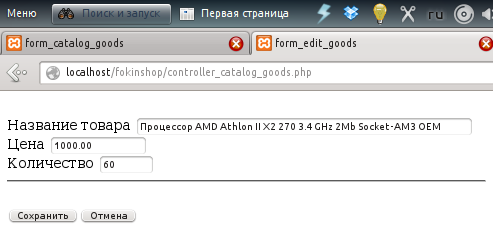 Меню Поиск и запуск Первая страница ru
form_catalog_goods form_edit_goods
localhost/fokinshop/controller_catalog_goods.php
Название товара Процессор AMD Athlon II X2 270 3.4 GHz 2Mb Socket-AM3 OEM
Цена 1000.00
Количество 60
Сохранить Отмена